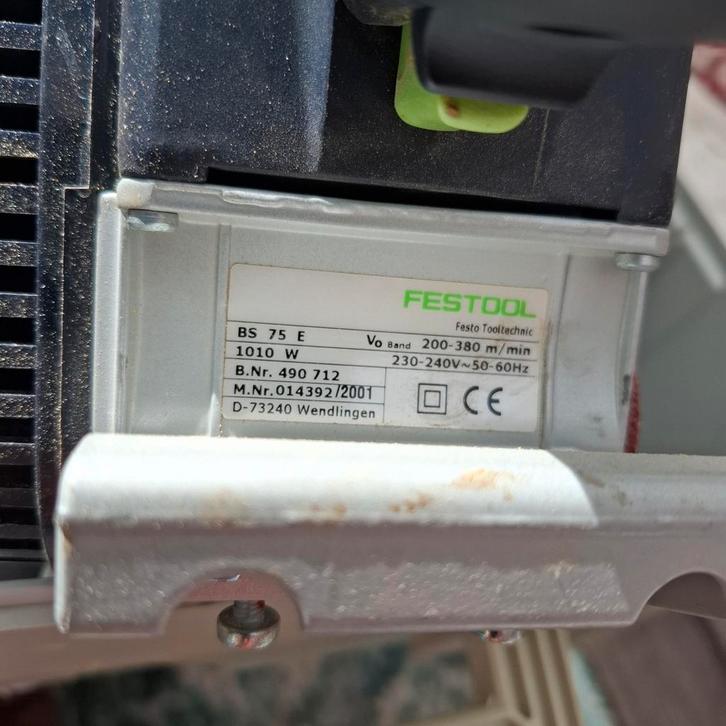 FESTOOL
Festo Tooltechnic
BS 75 E
V₀ Band 200-380 m/min
1010 W
230-240V~50-60Hz
B.Nr. 490 712
M.Nr.014392/2001
D-73240 Wendlingen
CE